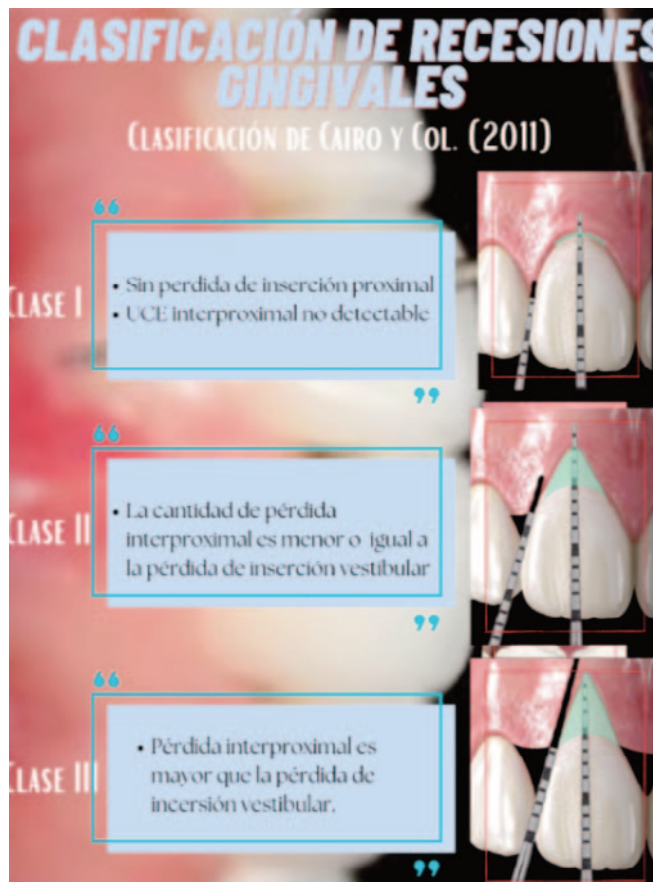 CLASIFICACIÓN DE RECESIONES
GINGIVALES
CLASIFICACIÓN DE CAIRO Y COL. (2011)
CLASE I
• Sin perdida de inserción proximal
• UCE interproximal no detectable
CLASE II
• La cantidad de pérdida
interproximal es menor o igual a
la pérdida de inserción vestibular
CLASE III
• Pérdida interproximal es
mayor que la pérdida de
incersión vestibular.